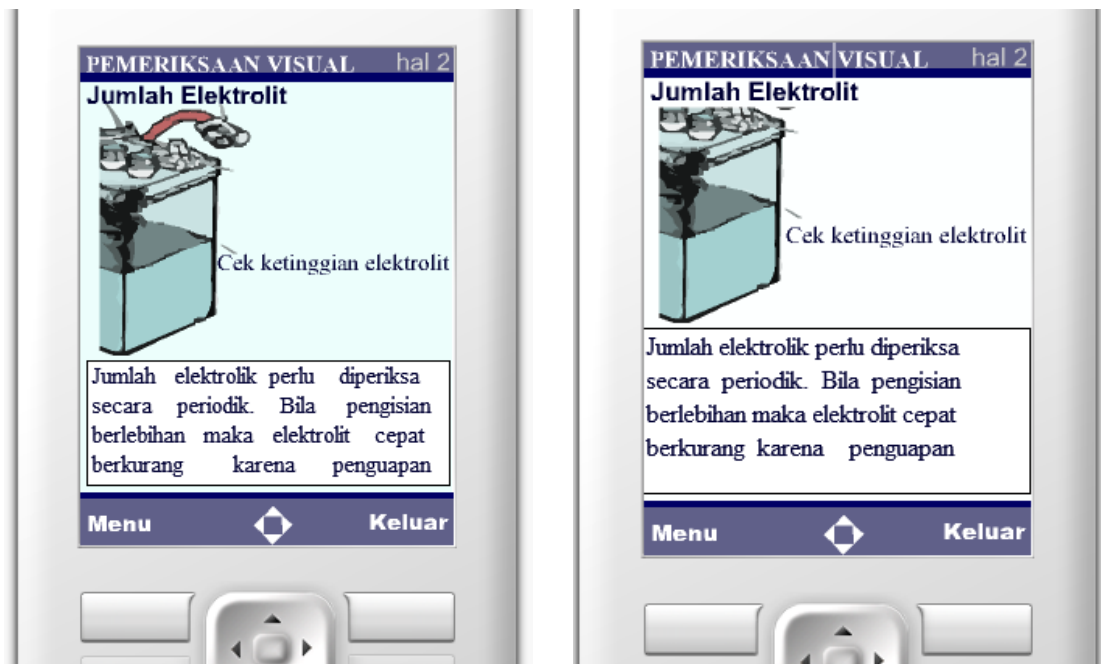 PEMERIKSAAN VISUAL hal 2
Jumlah Elektrolit
Cek ketinggian elektrolit
Jumlah elektrolik perlu diperiksa
secara periodik. Bila pengisian
berlebihan maka elektrolit cepat
berkurang karena penguapan
Menu Keluar
PEMERIKSAAN VISUAL hal 2
Jumlah Elektrolit
Cek ketinggian elektrolit
Jumlah elektrolik perlu diperiksa
secara periodik. Bila pengisian
berlebihan maka elektrolit cepat
berkurang karena penguapan
Menu Keluar